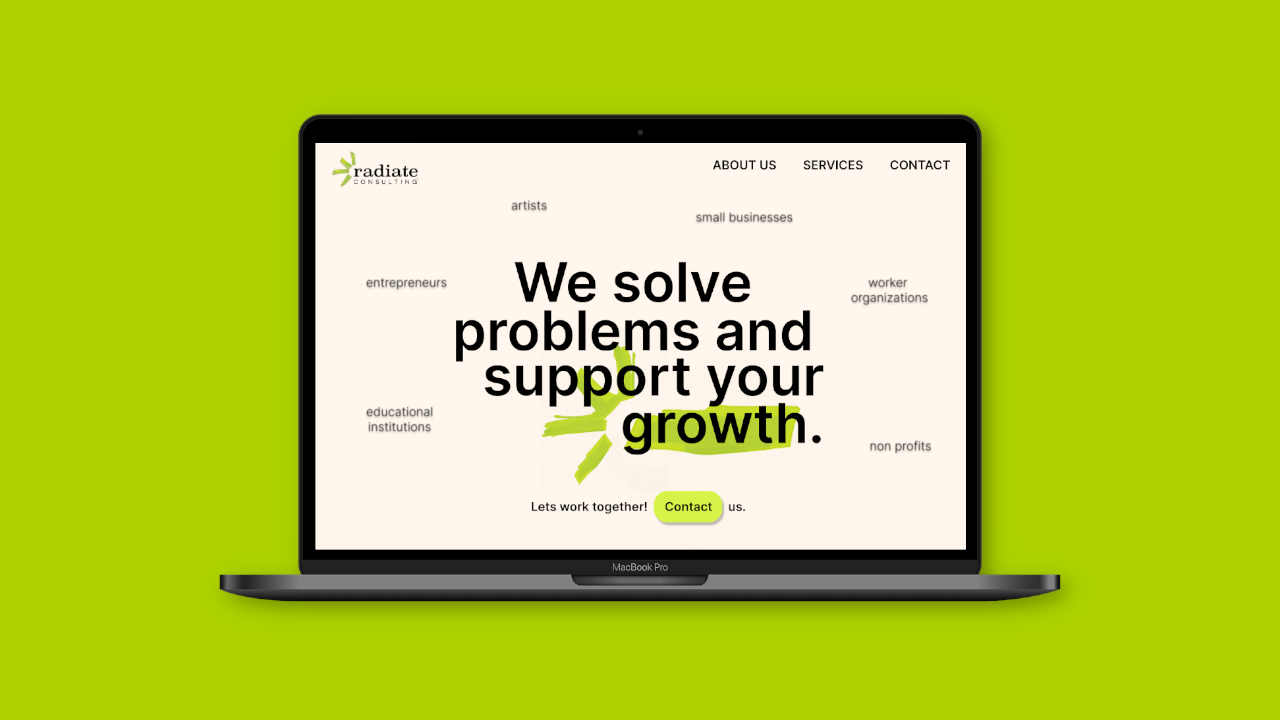 radiate
CONSULTING
ABOUT US
SERVICES
CONTACT
artists
small businesses
entrepreneurs
worker
organizations
We solve
problems and
support your
growth.
educational
institutions
non profits
Lets work together! Contact us.
MacBook Pro